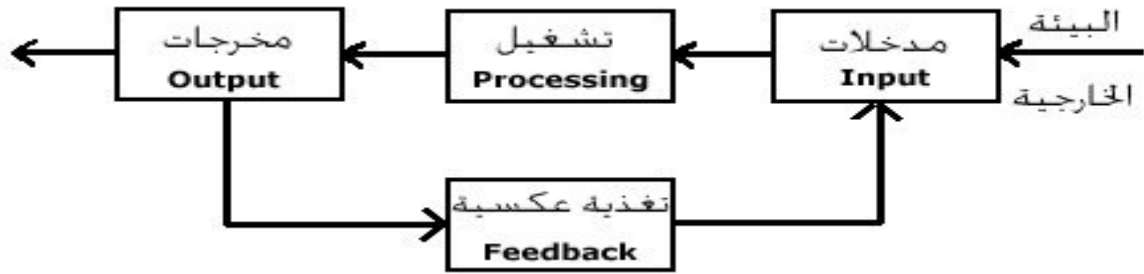 البيئة
الخارجية
مدخلات
Input
تشغيل
Processing
مخرجات
Output
تغذية عكسية
Feedback